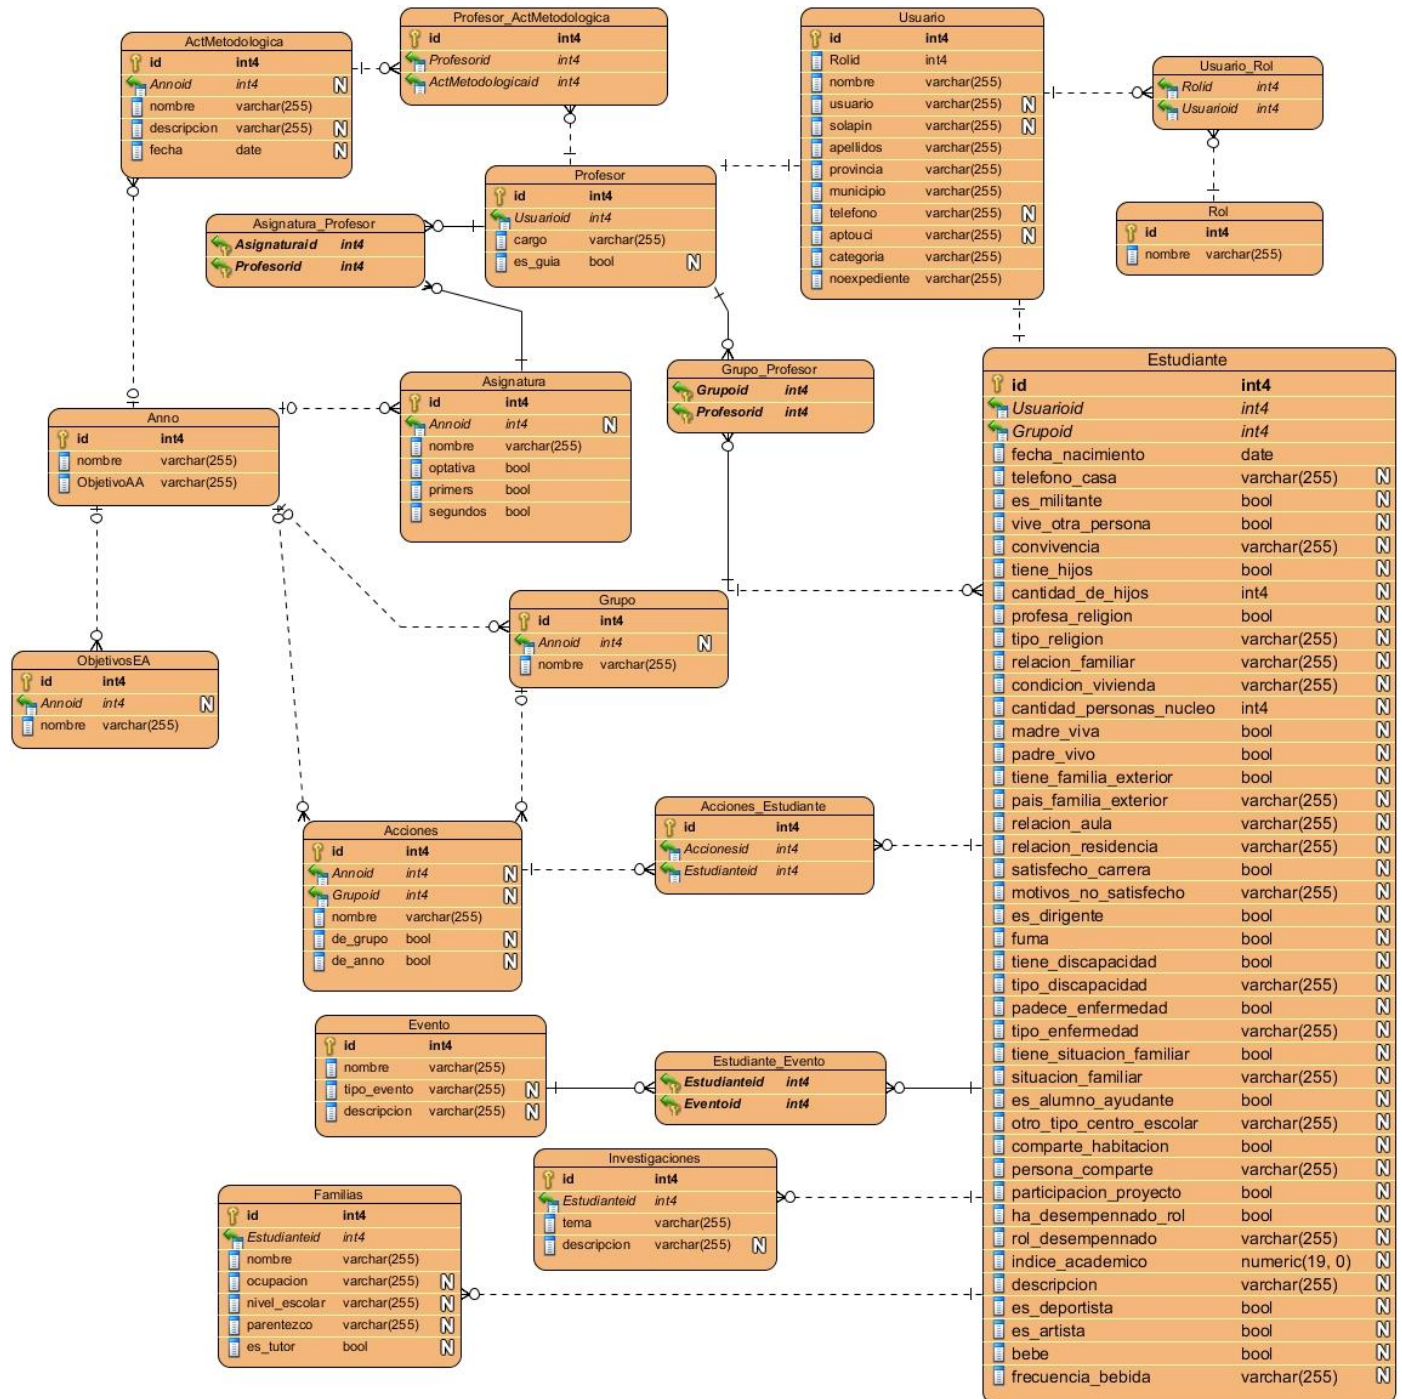 Profesor_ActMetodologica
id int4
Profesorid int4
ActMetodologicaid int4
Usuario
id int4
Rolid int4
nombre varchar(255)
usuario varchar(255) N
solapin varchar(255) N
apellidos varchar(255)
provincia varchar(255)
municipio varchar(255)
telefono varchar(255) N
aptouci varchar(255) N
categoria varchar(255)
noexpediente varchar(255)
ActMetodologica
id int4
Annoid int4 N
nombre varchar(255)
descripcion varchar(255) N
fecha date N
Usuario_Rol
Rolid int4
Usuarioid int4
Profesor
id int4
Usuarioid int4
cargo varchar(255)
es_guia bool N
Rol
id int4
nombre varchar(255)
Asignatura_Profesor
Asignaturaid int4
Profesorid int4
Estudiante
id int4
Usuarioid int4
Grupoid int4
fecha_nacimiento date
telefono_casa varchar(255) N
es_militante bool N
vive_otra_persona bool N
convivencia varchar(255) N
tiene_hijos bool N
cantidad_de_hijos int4 N
profesa_religion bool N
tipo_religion varchar(255) N
relacion_familiar varchar(255) N
condicion_vivienda varchar(255) N
cantidad_personas_nucleo int4 N
madre_viva bool N
padre_vivo bool N
tiene_familia_exterior bool N
pais_familia_exterior varchar(255) N
relacion_aula varchar(255) N
relacion_residencia varchar(255) N
satisfecho_carrera bool N
motivos_no_satisfecho varchar(255) N
es_dirigente bool N
fuma bool N
tiene_discapacidad bool N
tipo_discapacidad varchar(255) N
padece_enfermedad bool N
tipo_enfermedad varchar(255) N
tiene_situacion_familiar bool N
situacion_familiar varchar(255) N
es_alumno_ayudante bool N
otro_tipo_centro_escolar varchar(255) N
comparte_habitacion bool N
persona_comparte varchar(255) N
participacion_proyecto bool N
ha_desempennado_rol bool N
rol_desempennado varchar(255) N
indice_academico numeric(19, 0) N
descripcion varchar(255) N
es_deportista bool N
es_artista bool N
bebe bool N
frecuencia_bebida varchar(255) N
Grupo_Profesor
Grupoid int4
Profesorid int4
Asignatura
id int4
Annoid int4 N
nombre varchar(255)
optativa bool
primers bool
segundos bool
Anno
id int4
nombre varchar(255)
ObjetivoAA varchar(255)
Grupo
id int4
Annoid int4 N
nombre varchar(255)
ObjetivosEA
id int4
Annoid int4 N
nombre varchar(255)
Acciones_Estudiante
id int4
Accionesid int4
Estudianteid int4
Acciones
id int4
Annoid int4 N
Grupoid int4 N
nombre varchar(255)
de_grupo bool N
de_anno bool N
Evento
id int4
nombre varchar(255)
tipo_evento varchar(255) N
descripcion varchar(255) N
Estudiante_Evento
Estudianteid int4
Eventoid int4
Investigaciones
id int4
Estudianteid int4
tema varchar(255)
descripcion varchar(255) N
Familias
id int4
Estudianteid int4
nombre varchar(255)
ocupacion varchar(255) N
nivel_escolar varchar(255) N
parentezco varchar(255) N
es_tutor bool N